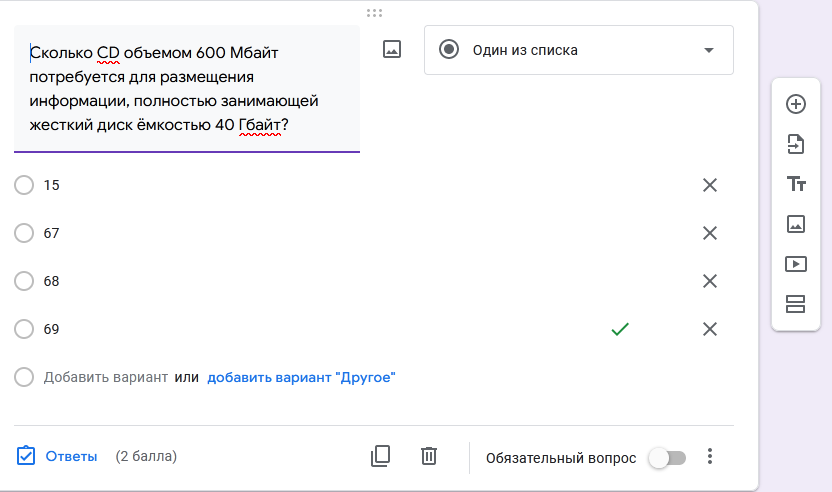 Сколько CD объемом 600 Мбайт
потребуется для размещения
информации, полностью занимающей
жесткий диск ёмкостью 40 Гбайт?
Один из списка
15
67
68
69
Добавить вариант или добавить вариант "Другое"
Ответы (2 балла) Обязательный вопрос
Tт